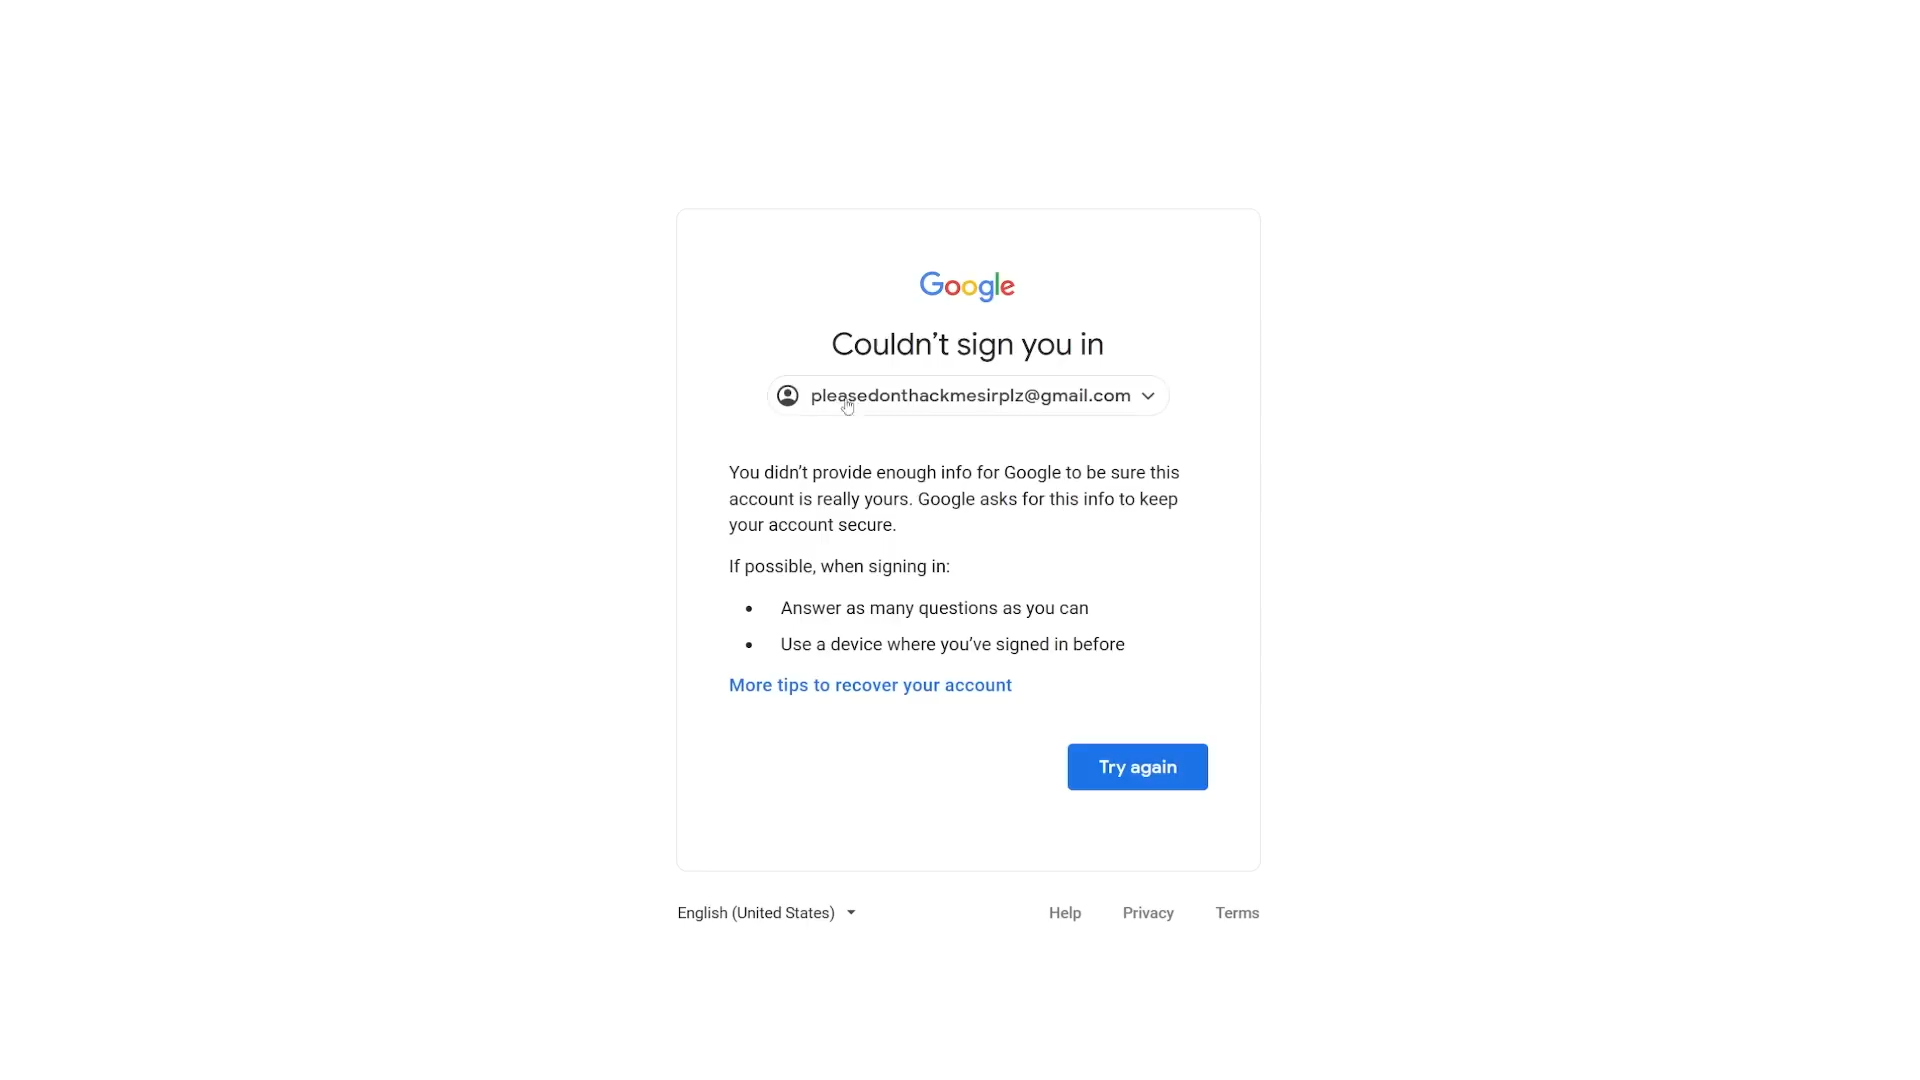 Google
Couldn’t sign you in
pleasedonthackmesirplz@gmail.com
You didn’t provide enough info for Google to be sure this
account is really yours. Google asks for this info to keep
your account secure.
If possible, when signing in:
• Answer as many questions as you can
• Use a device where you’ve signed in before
More tips to recover your account
Try again
English (United States) Help Privacy Terms